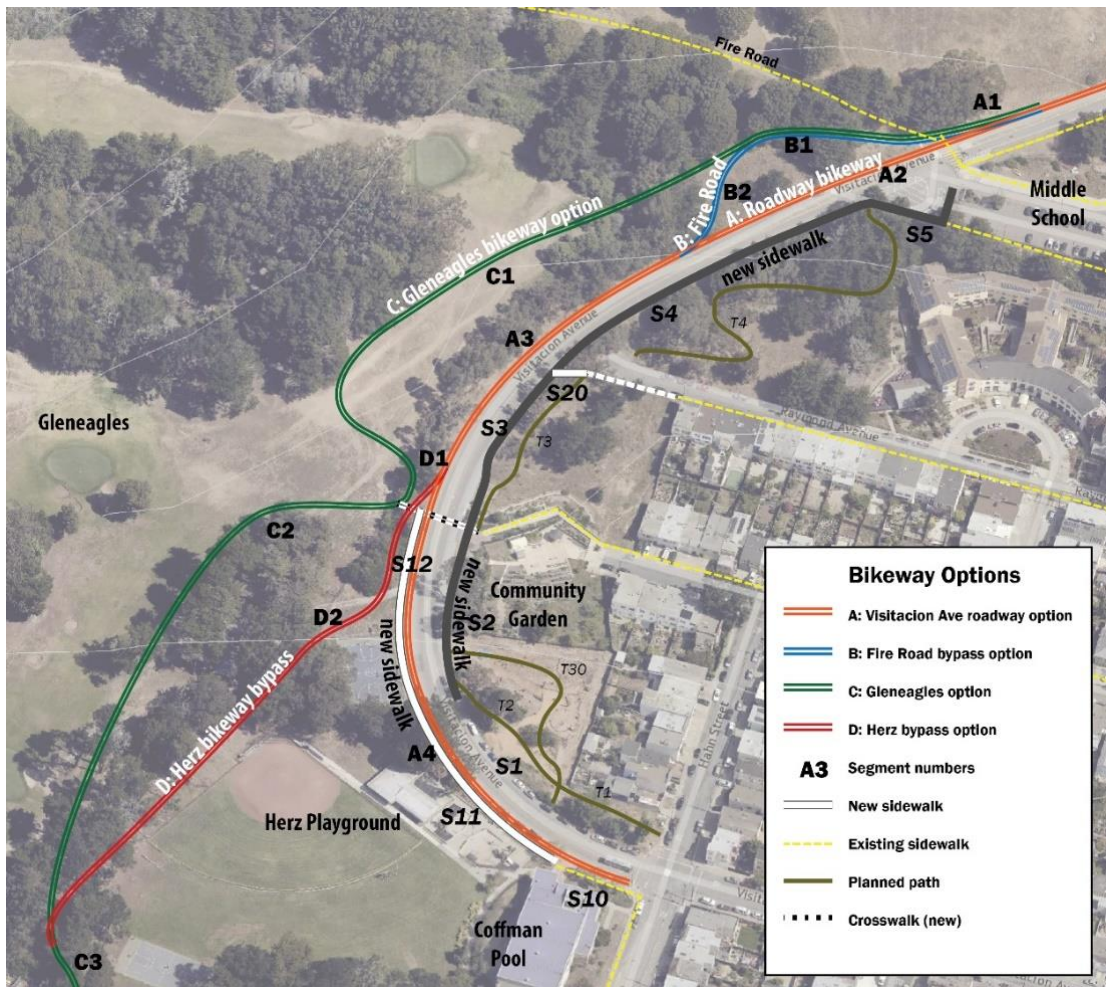 Fire Road
A1
B1
B2
B: Fire Road
A: Roadway bikeway
A2
Visitacion Avenue
Middle
School
S5
new sidewalk
C: Gleneagles bikeway option
C1
S4
T4
A3
Visitacion Avenue
S20
Raymond Avenue
Gleneagles
S3
T3
D1
C2
S12
new sidewalk
Community
Garden
S2
D2
new sidewalk
T30
T2
Hahn Street
D: Herz bikeway bypass
A4
Visitacion Avenue
S1
T1
Herz Playground
S11
S10
Coffman
Pool
C3
Bikeway Options
A: Visitacion Ave roadway option
B: Fire Road bypass option
C: Gleneagles option
D: Herz bypass option
A3 Segment numbers
New sidewalk
Existing sidewalk
Planned path
Crosswalk (new)